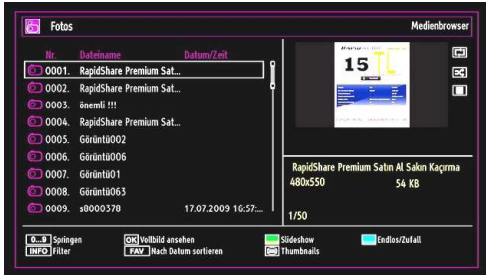 Fotos
Medienbrowser
Nr. Dateiname Datum/Zeit
0001. RapidShare Premium Sat...
0002. RapidShare Premium Sat...
0003. önemli !!!
0004. RapidShare Premium Sat...
0005. Görüntü002
0006. Görüntü006
0007. Görüntü01
0008. Görüntü063
0009. s8000378 17.07.2009 16:57:...
15 TL
RapidShare Premium Satın Al Sakın Kaçırma
480x550 54 KB
1/50
0...9 Springen
OK Vollbild ansehen
Slideshow
Endlos/Zufall
INFO Filter
FAV Nach Datum sortieren
Thumbnails